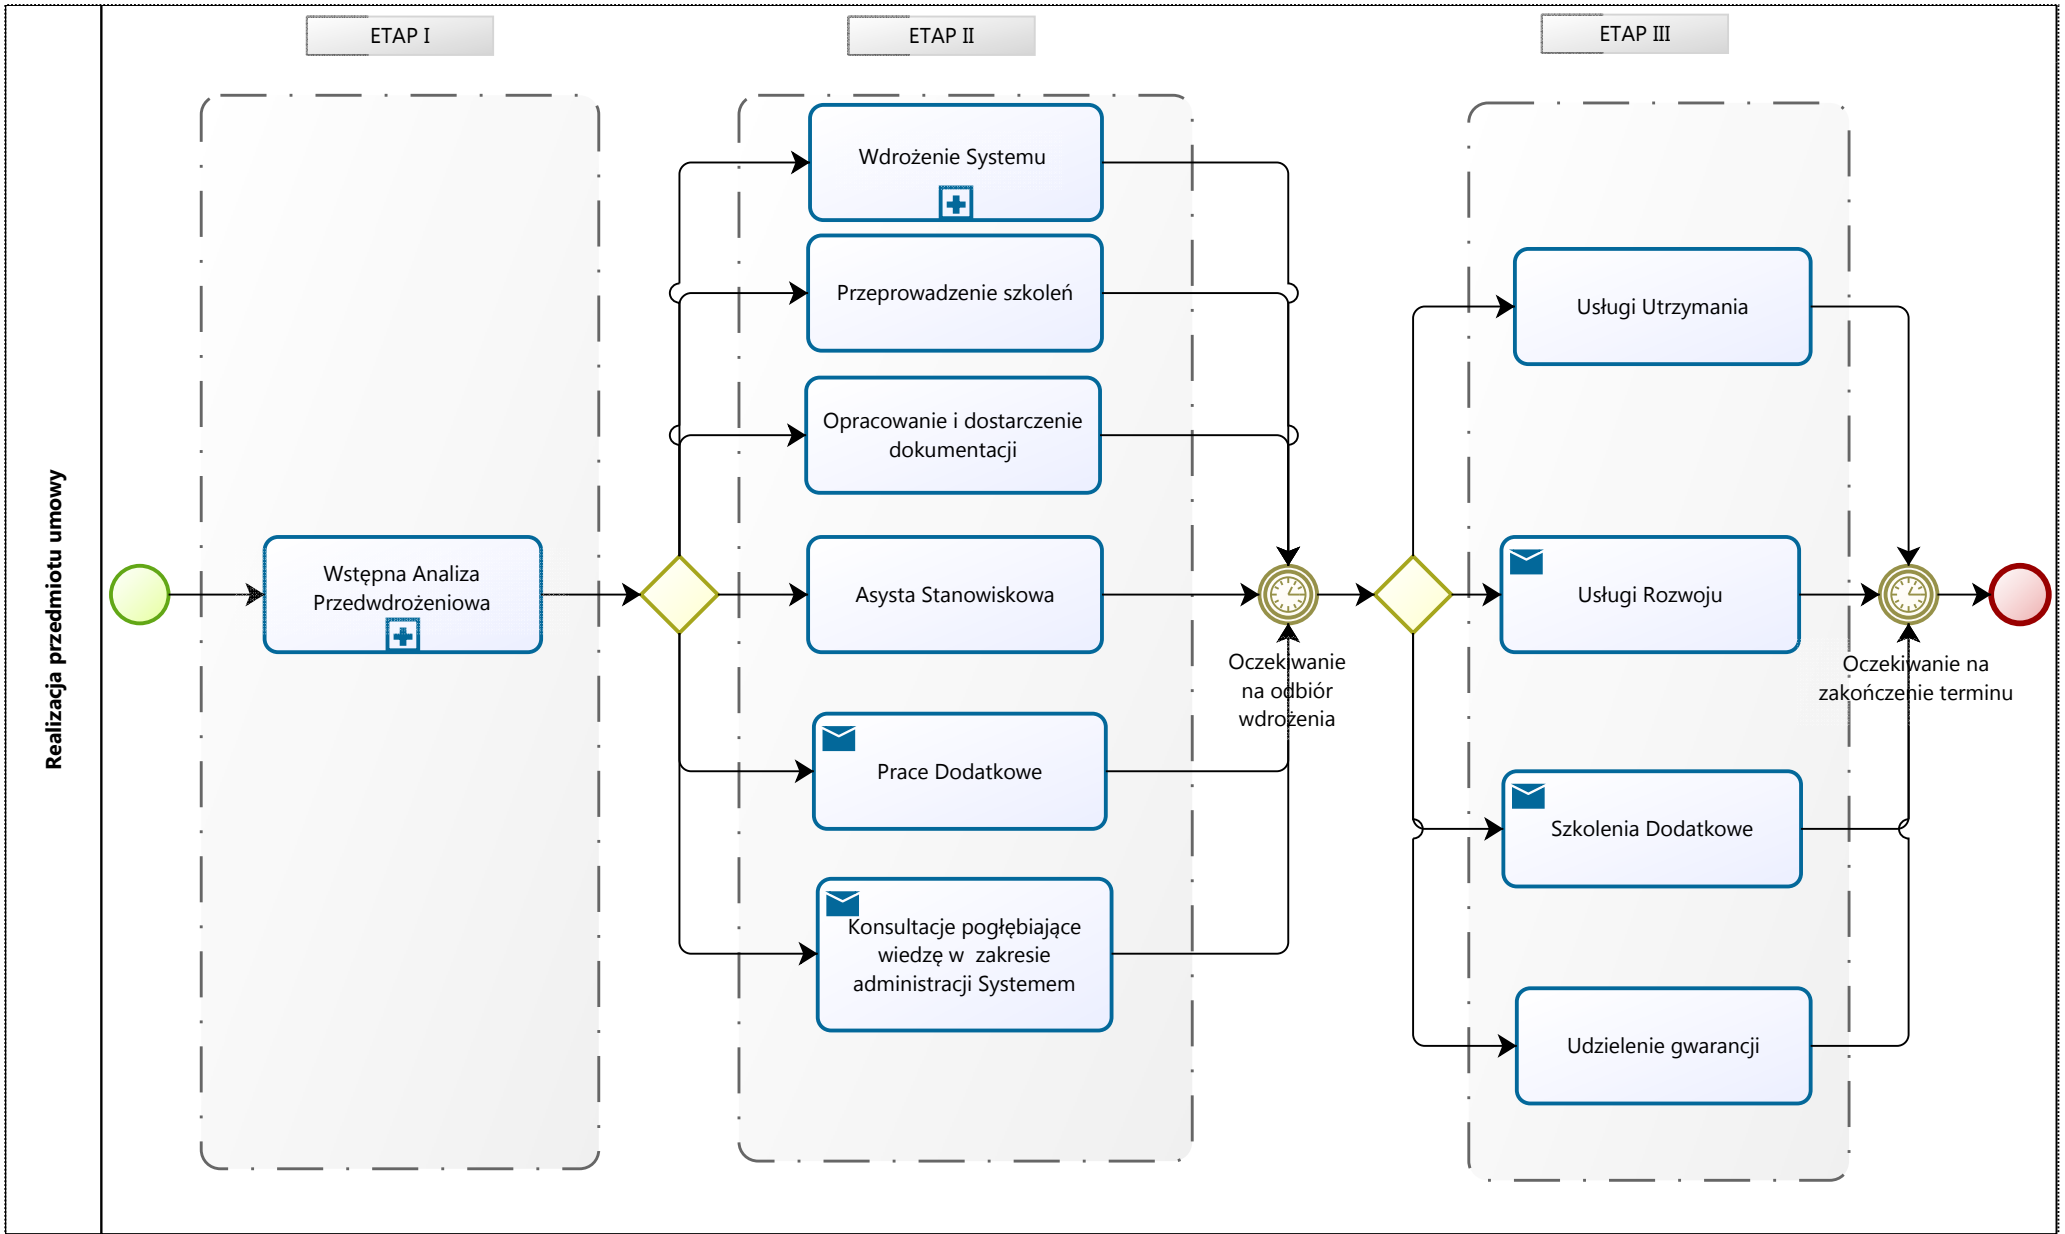 Realizacja przedmiotu umowy
ETAP I
ETAP II
ETAP III
Wstępna Analiza
Przedwdrożeniowa
Wdrożenie Systemu
Przeprowadzenie szkoleń
Opracowanie i dostarczenie
dokumentacji
Asysta Stanowiskowa
Prace Dodatkowe
Konsultacje pogłębiające
wiedzę w  zakresie
administracji Systemem
Oczekiwanie
na odbiór
wdrożenia
Usługi Utrzymania
Usługi Rozwoju
Szkolenia Dodatkowe
Udzielenie gwarancji
Oczekiwanie na
zakończenie terminu